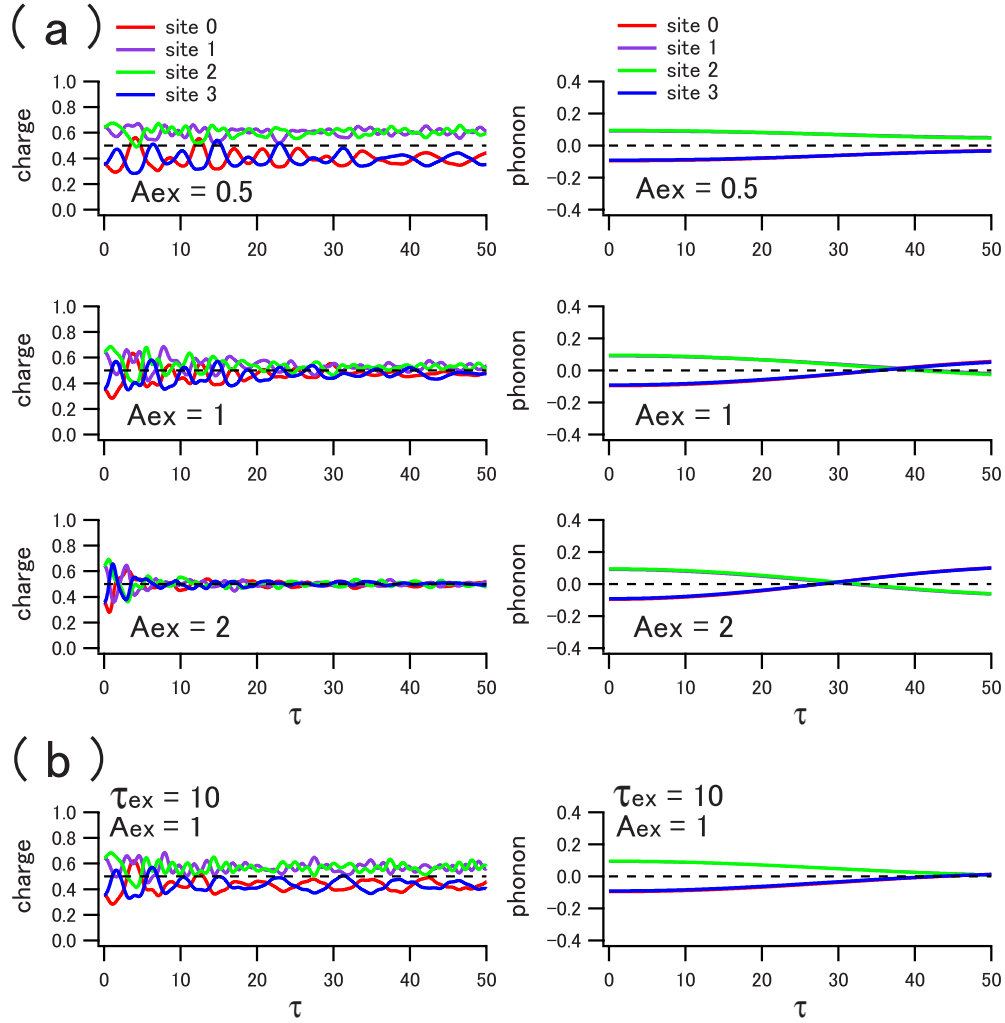 ( a )
site 0
site 1
site 2
site 3
1.0
0.8
0.6
0.4
0.2
0.0
charge
Aex = 0.5
0 10 20 30 40 50
site 0
site 1
site 2
site 3
0.4
0.2
0.0
−0.2
−0.4
phonon
Aex = 0.5
0 10 20 30 40 50
1.0
0.8
0.6
0.4
0.2
0.0
charge
Aex = 1
0 10 20 30 40 50
0.4
0.2
0.0
−0.2
−0.4
phonon
Aex = 1
0 10 20 30 40 50
1.0
0.8
0.6
0.4
0.2
0.0
charge
Aex = 2
0 10 20 30 40 50
τ
0.4
0.2
0.0
−0.2
−0.4
phonon
Aex = 2
0 10 20 30 40 50
τ
( b )
τex = 10
Aex = 1
1.0
0.8
0.6
0.4
0.2
0.0
charge
0 10 20 30 40 50
τ
τex = 10
Aex = 1
0.4
0.2
0.0
−0.2
−0.4
phonon
0 10 20 30 40 50
τ